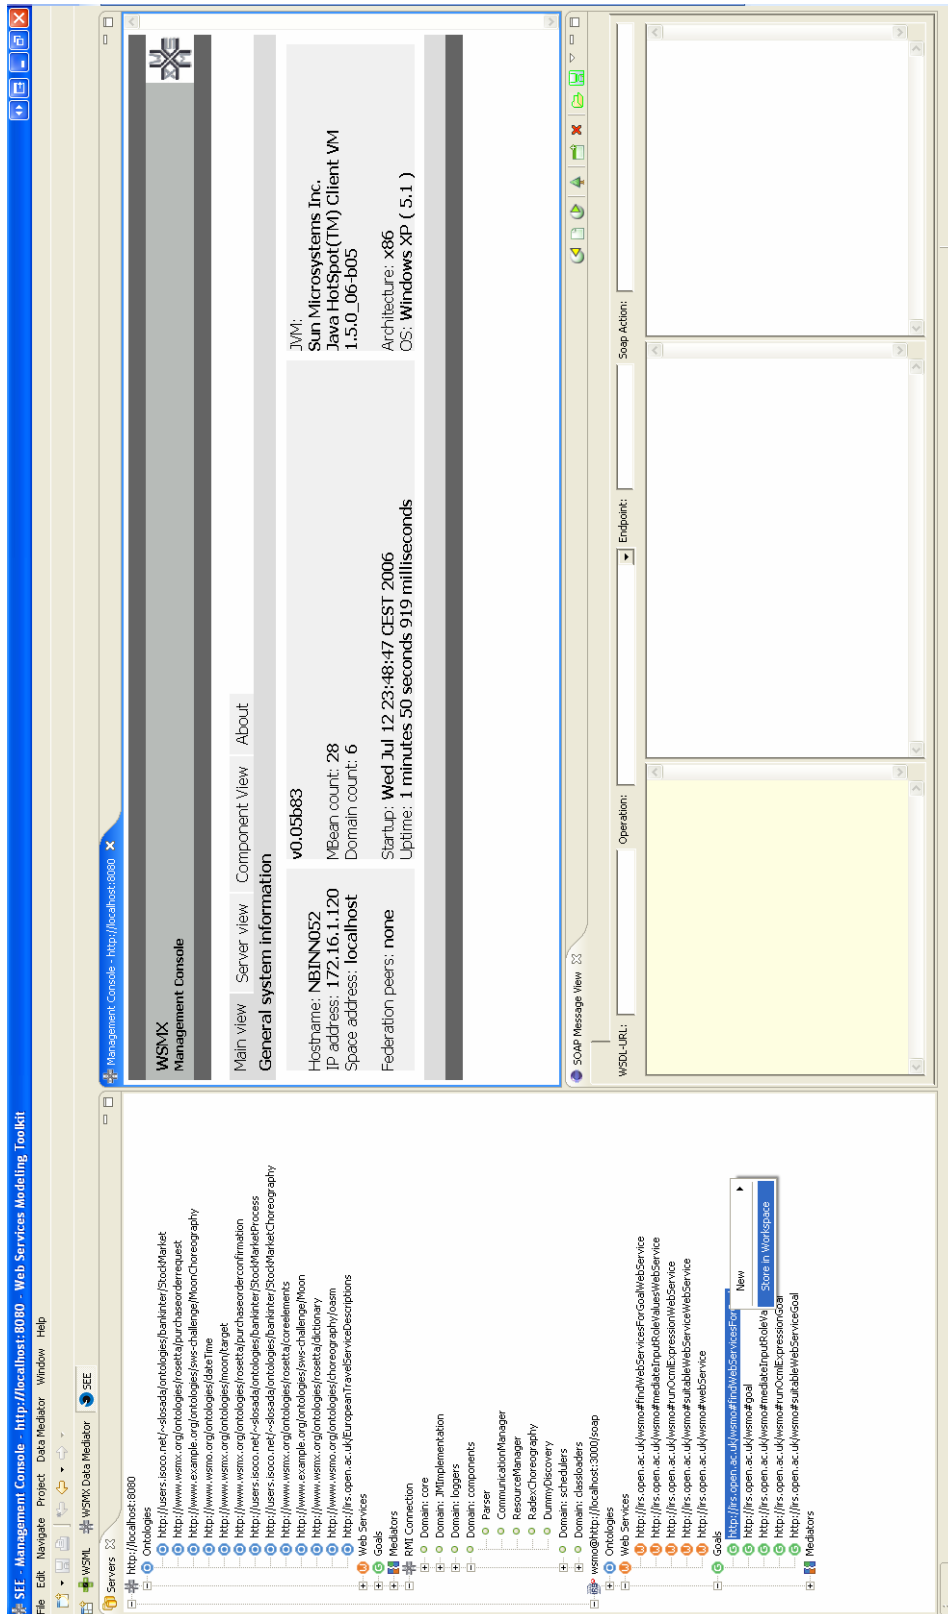 SEE - Management Console - http://localhost:8080 - Web Services Modeling Toolkit
File Edit Navigate Project Data Mediator Window Help
WSML WSMX Data Mediator SEE
Servers
http://localhost:8080
Ontologies
http://users.isoco.net/~slosada/ontologies/bankinter/StockMarket
http://www.wsmx.org/ontologies/rosetta/purchaseorderrequest
http://www.example.org/ontologies/sws-challenge/MoonChoreography
http://www.wsmo.org/ontologies/dateTime
http://www.wsmx.org/ontologies/moon/target
http://www.wsmx.org/ontologies/rosetta/purchaseorderconfirmation
http://users.isoco.net/~slosada/ontologies/bankinter/StockMarketProcess
http://users.isoco.net/~slosada/ontologies/bankinter/StockMarketChoreography
http://www.wsmx.org/ontologies/rosetta/coreelements
http://www.example.org/ontologies/sws-challenge/Moon
http://www.wsmx.org/ontologies/rosetta/dictionary
http://www.wsmo.org/ontologies/choreography/oasm
http://irs.open.ac.uk/EuropeanTravelServiceDescriptions
Web Services
Goals
Mediators
RMI Connection
Domain: core
Domain: JMImplementation
Domain: logers
Domain: components
Parser
CommunicationManager
ResourceManager
RadexChoreography
DummyDiscovery
Domain: schedulers
Domain: classloaders
wsmo@http://localhost:3000/soap
Ontologies
Web Services
http://irs.open.ac.uk/wsmo#findWebServicesForGoalWebService
http://irs.open.ac.uk/wsmo#mediateInputRoleValuesWebService
http://irs.open.ac.uk/wsmo#runOcmlExpressionWebService
http://irs.open.ac.uk/wsmo#suitableWebServiceWebService
http://irs.open.ac.uk/wsmo#webService
Goals
http://irs.open.ac.uk/wsmo#findWebServicesForG
http://irs.open.ac.uk/wsmo#goal
http://irs.open.ac.uk/wsmo#mediateInputRoleVa
http://irs.open.ac.uk/wsmo#runOcmlExpressionGoal
http://irs.open.ac.uk/wsmo#suitableWebServiceGoal
Mediators
New
Store in Workspace
Management Console - http://localhost:8080
WSMX
Management Console
Main view Server view Component View About
General system information
Hostname: NBINN052
IP address: 172.16.1.120
Space address: localhost
Federation peers: none
v0.05b83
MBean count: 28
Domain count: 6
Startup: Wed Jul 12 23:48:47 CEST 2006
Uptime: 1 minutes 50 seconds 919 milliseconds
JVM:
Sun Microsystems Inc.
Java HotSpot(TM) Client VM
1.5.0_06-b05
Architecture: x86
OS: Windows XP ( 5.1 )
SOAP Message View
WSDL-URL: Operation: Endpoint: Soap Action: